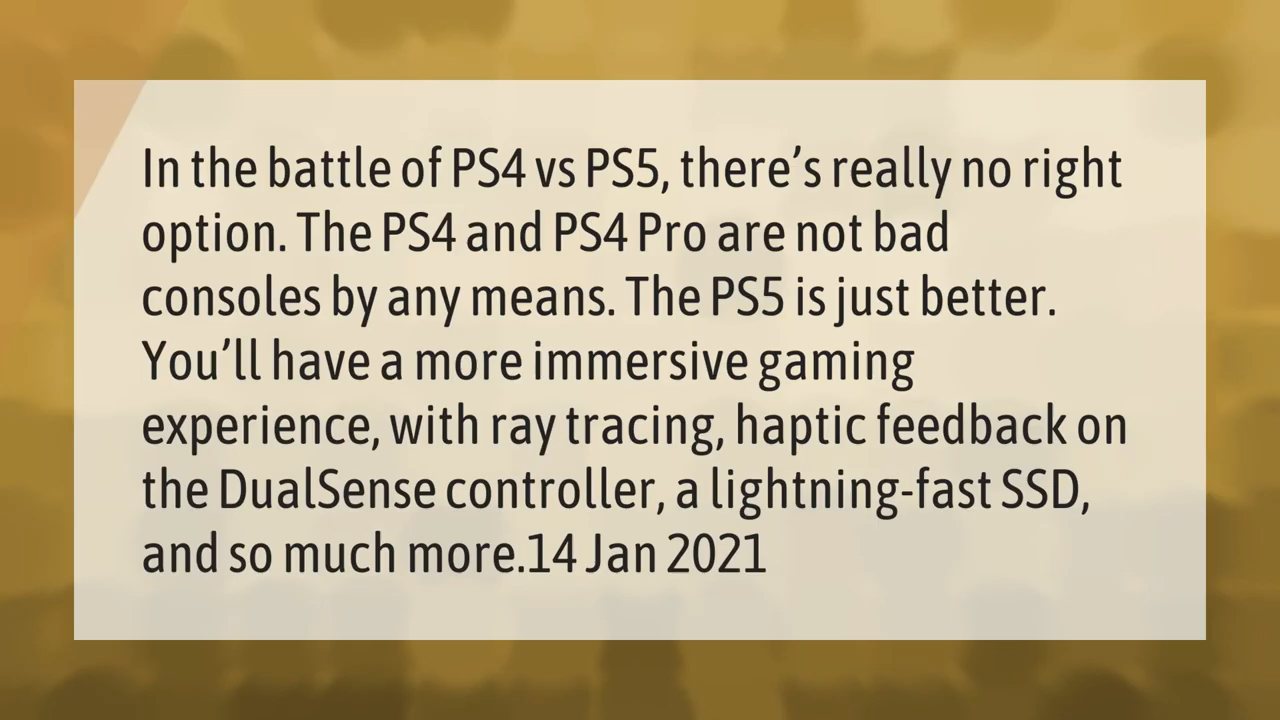 In the battle of PS4 vs PS5, there’s really no right
option. The PS4 and PS4 Pro are not bad
consoles by any means. The PS5 is just better.
You’ll have a more immersive gaming
experience, with ray tracing, haptic feedback on
the DualSense controller, a lightning-fast SSD,
and so much more.14 Jan 2021